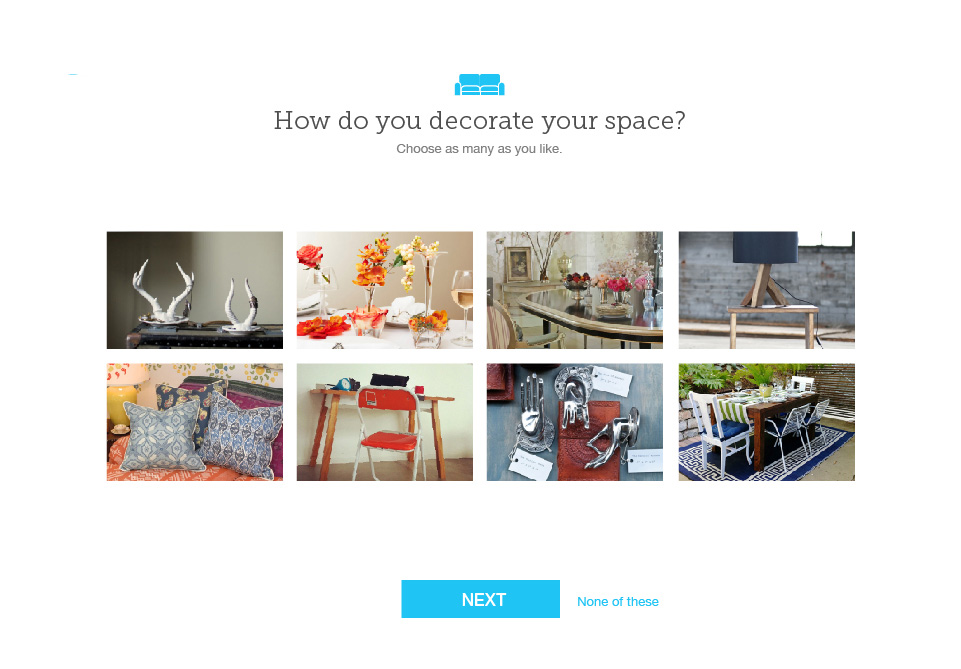 How do you decorate your space?
Choose as many as you like.
NEXT
None of these